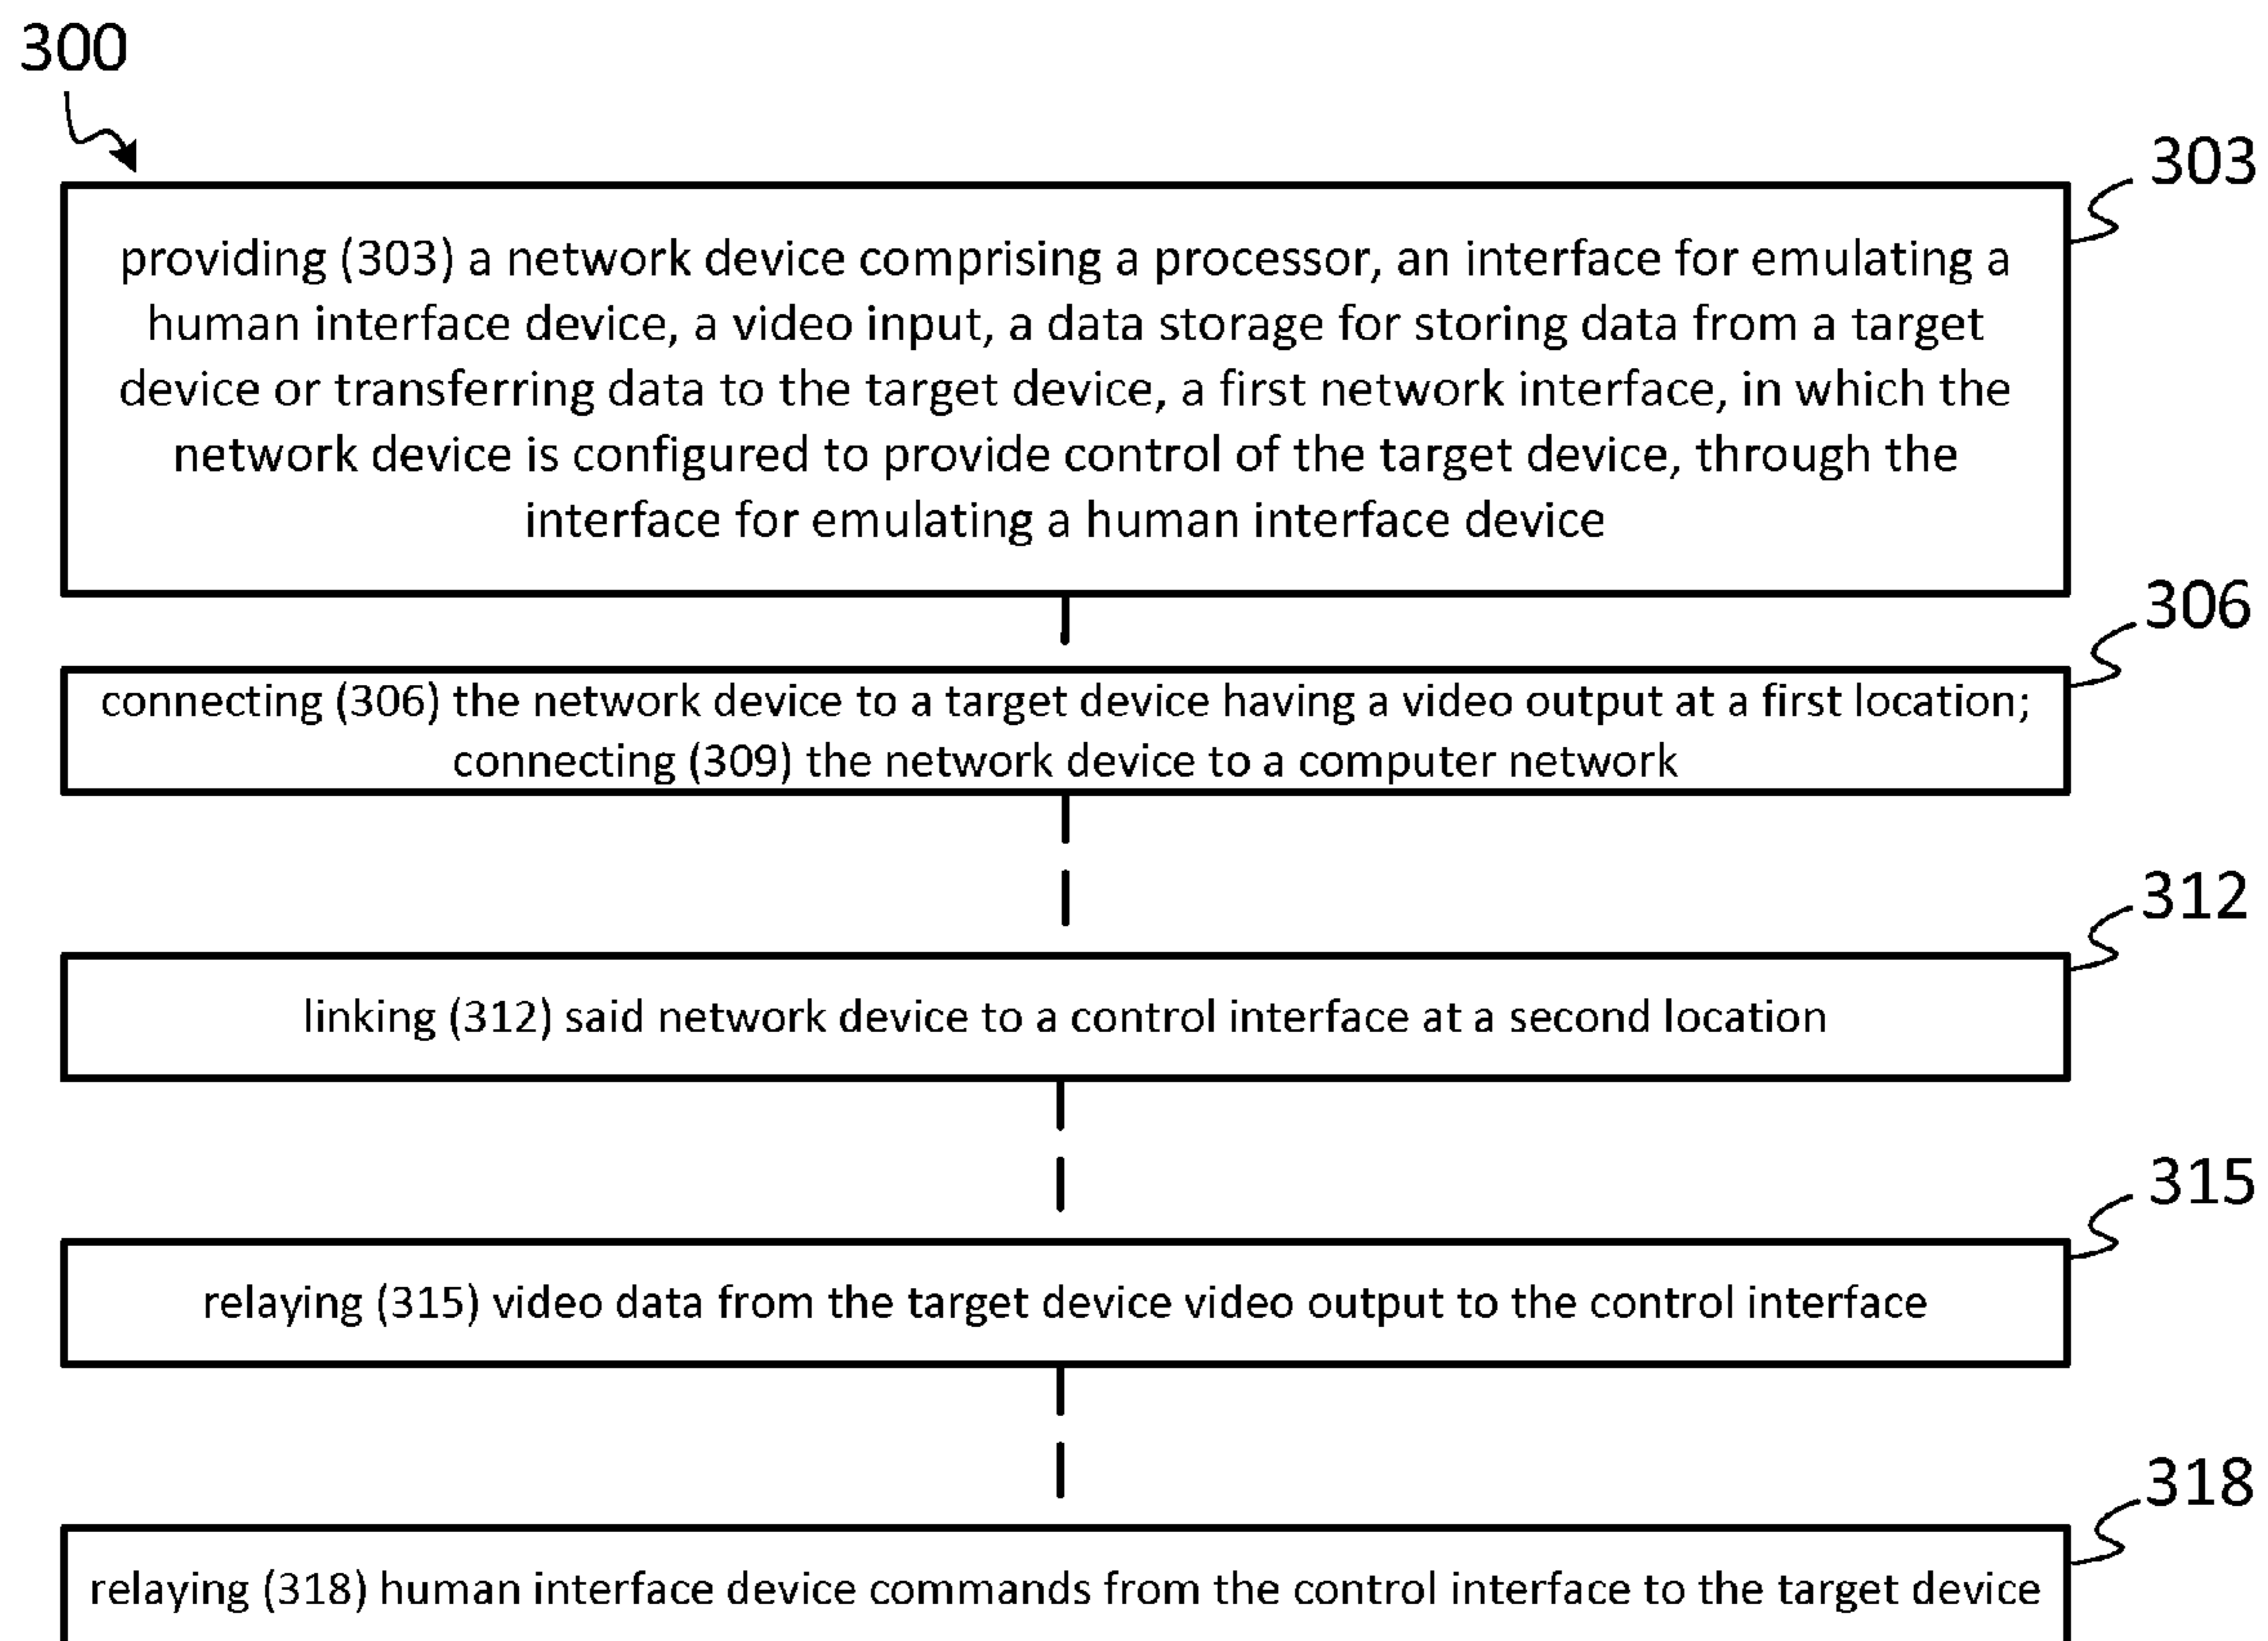 300
303
providing (303) a network device comprising a processor, an interface for emulating a
human interface device, a video input, a data storage for storing data from a target
device or transferring data to the target device, a first network interface, in which the
network device is configured to provide control of the target device, through the
interface for emulating a human interface device
306
connecting (306) the network device to a target device having a video output at a first location;
connecting (309) the network device to a computer network
312
linking (312) said network device to a control interface at a second location
315
relaying (315) video data from the target device video output to the control interface
318
relaying (318) human interface device commands from the control interface to the target device